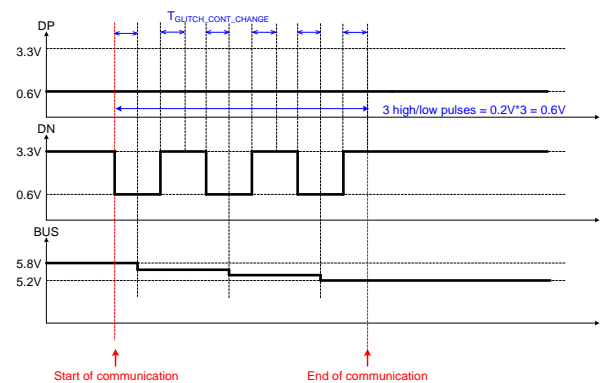 T_GLITCH_CONT_CHANGE
DP
3.3V
0.6V
3 high/low pulses = 0.2V*3 = 0.6V
DN
3.3V
0.6V
BUS
5.8V
5.2V
Start of communication
End of communication